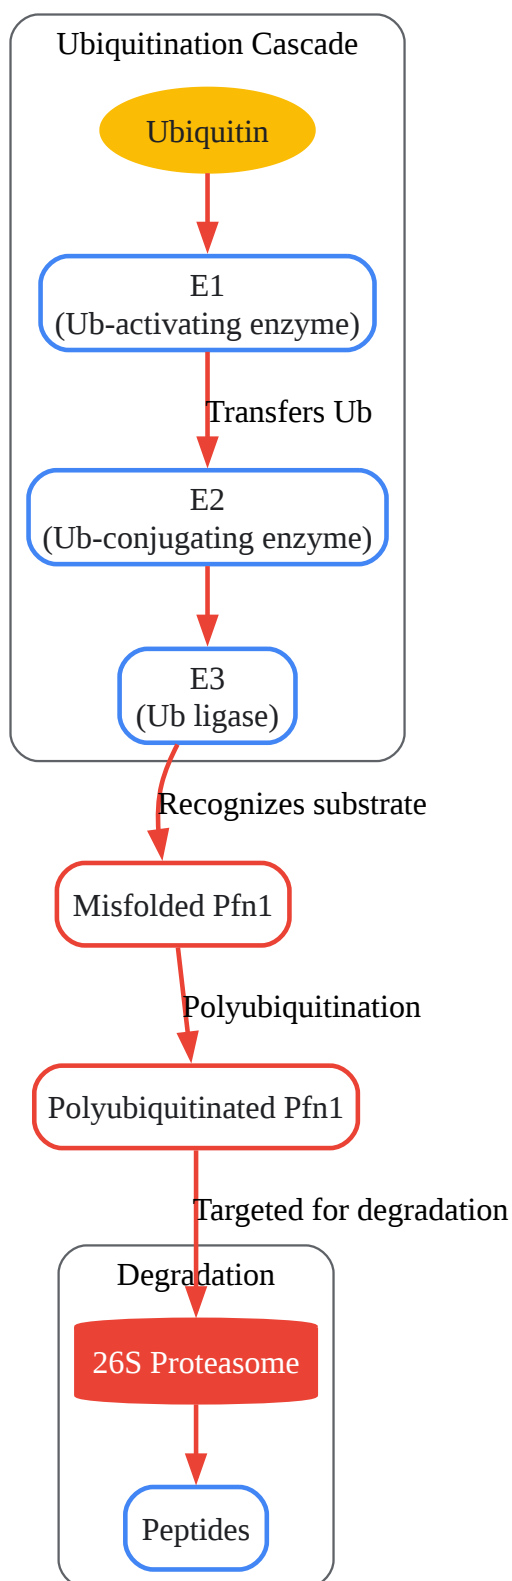 Ubiquitination Cascade
Ubiquitin
E1
(Ub-activating enzyme)
Transfers Ub
E2
(Ub-conjugating enzyme)
E3
(Ub ligase)
Recognizes substrate
Misfolded Pfn1
Polyubiquitination
Polyubiquitinated Pfn1
Targeted for degradation
Degradation
26S Proteasome
Peptides